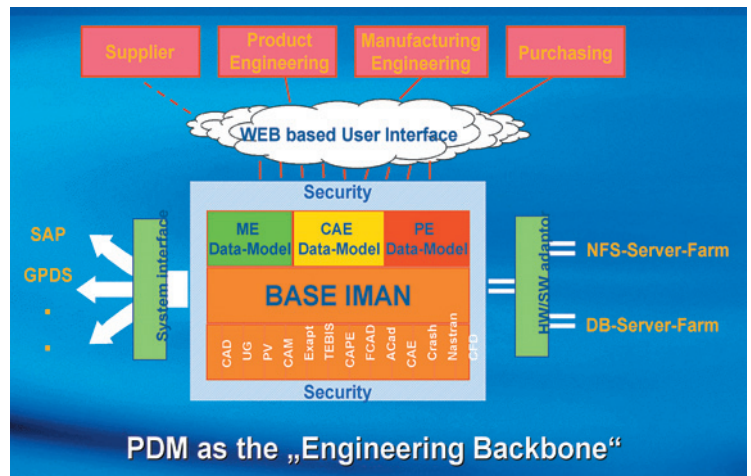 Supplier
Product
Engineering
Manufacturing
Engineering
Purchasing
WEB based User Interface
Security
SAP
GPDS
.
.
System interface
ME
Data-Model
CAE
Data-Model
PE
Data-Model
BASE IMAN
CAD
UG
PV
CAM
Exapt
TEBIS
CAPE
FCAD
ACad
CAE
Crash
Nastran
CFD
Security
HW/SW adaptor
NFS-Server-Farm
DB-Server-Farm
PDM as the „Engineering Backbone“